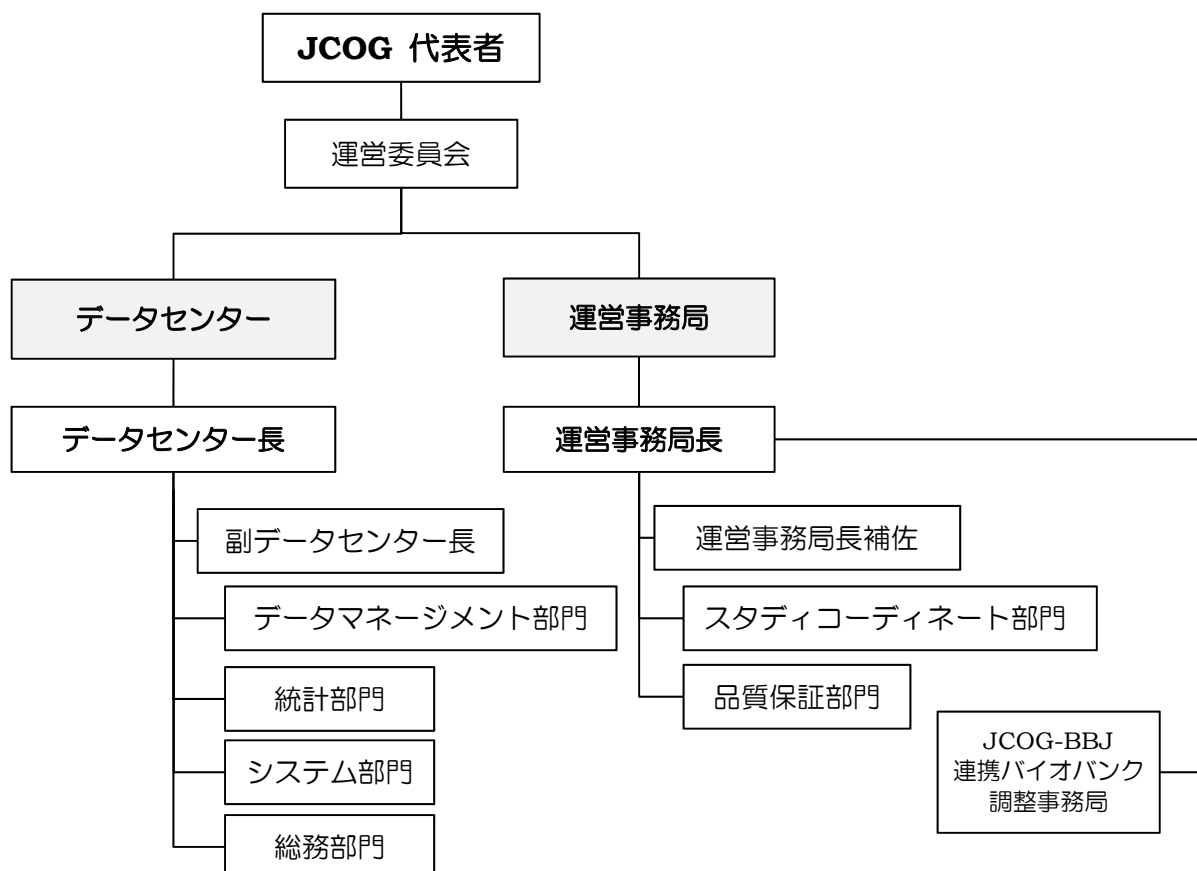 JCOG 代表者
運営委員会
データセンター
運営事務局
データセンター長
運営事務局長
副データセンター長
運営事務局長補佐
データマネージメント部門
スタディコーディネート部門
統計部門
品質保証部門
システム部門
JCOG-BBJ
連携バイオバンク
調整事務局
総務部門